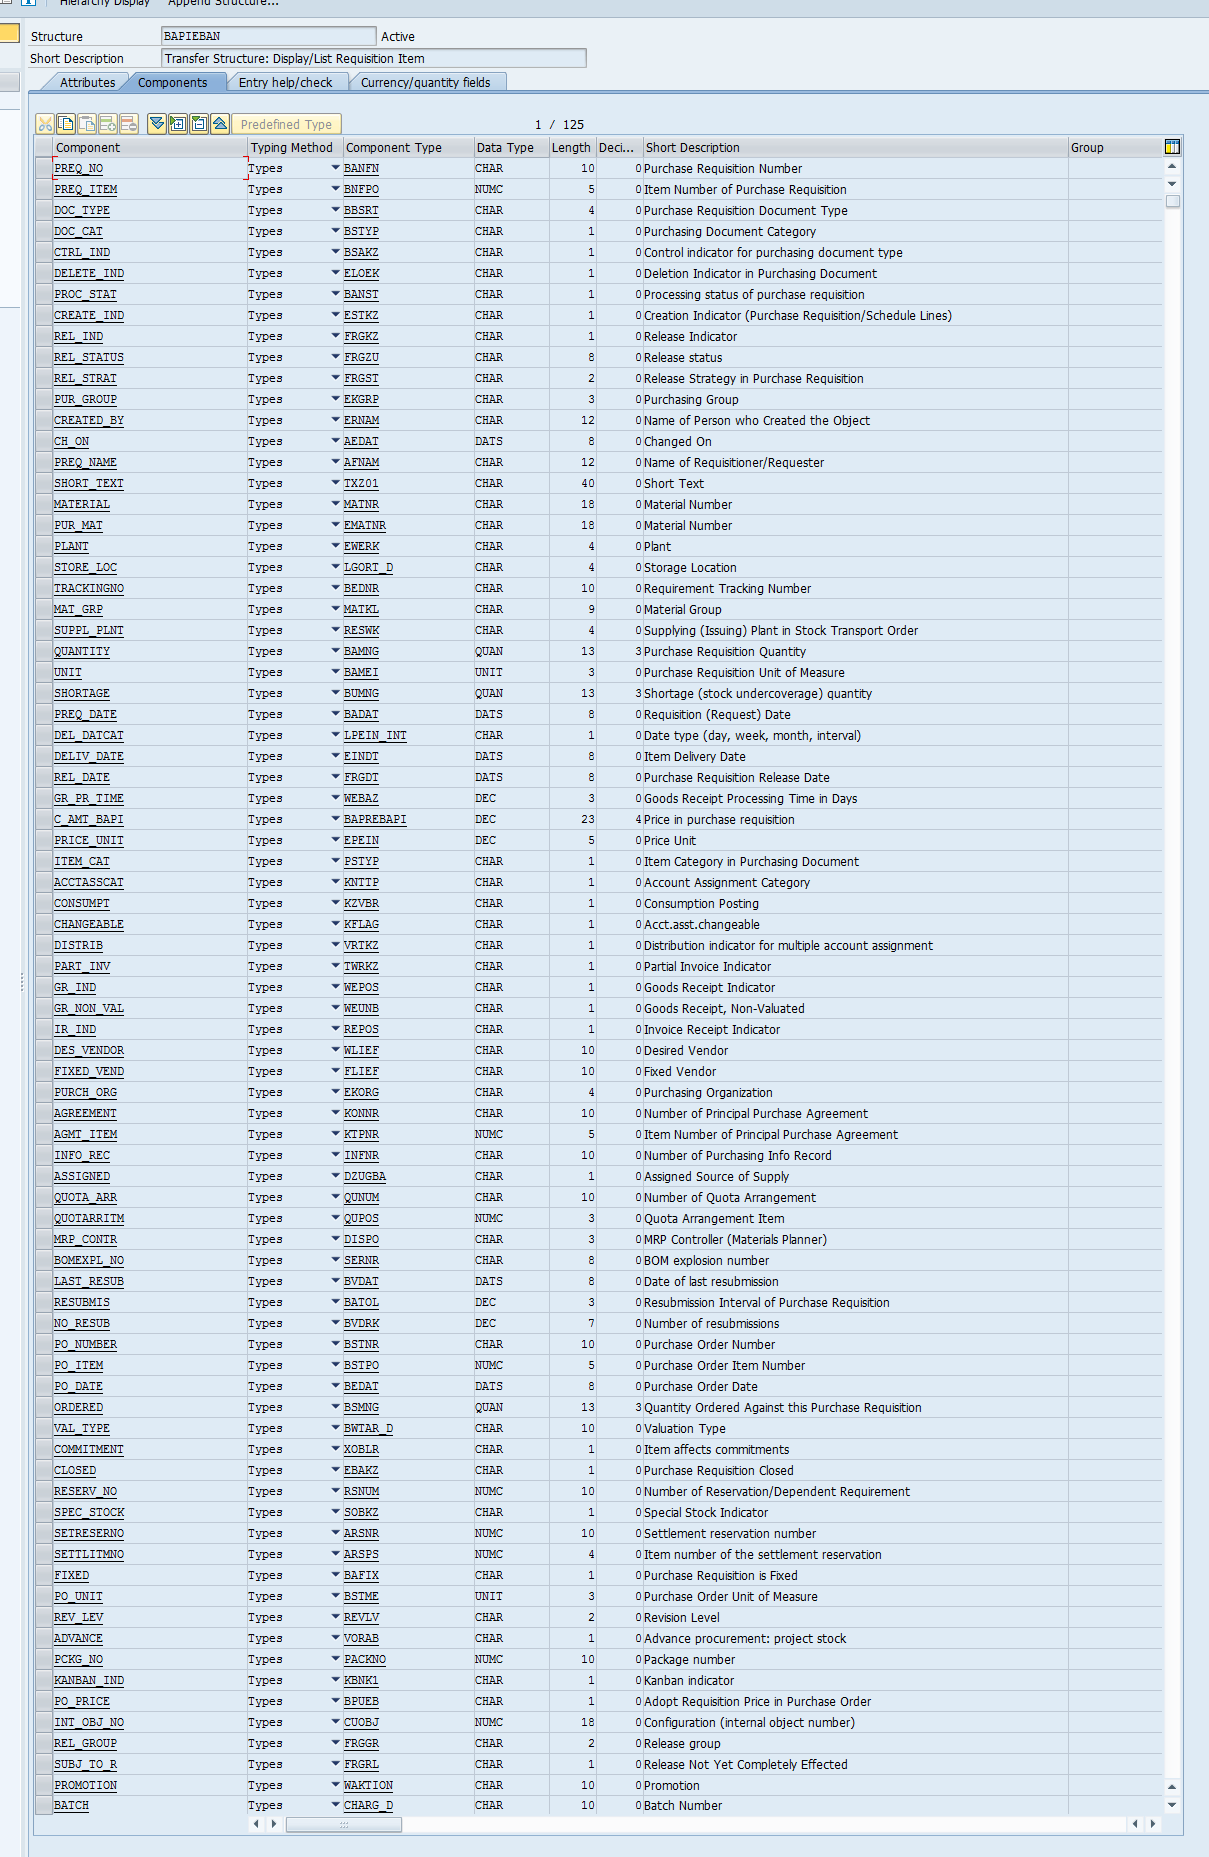 Hierarchy Display Append Structure...
Structure BAPIEBAN Active
Short Description Transfer Structure: Display/List Requisition Item
Attributes Components Entry help/check Currency/quantity fields
Predefined Type 1 / 125
Component Typing Method Component Type Data Type Length Deci... Short Description Group
PREQ_NO Types BANFN CHAR 10 0 Purchase Requisition Number
PREQ_ITEM Types BNFPO NUMC 5 0 Item Number of Purchase Requisition
DOC_TYPE Types BBSRT CHAR 4 0 Purchase Requisition Document Type
DOC_CAT Types BSTYP CHAR 1 0 Purchasing Document Category
CTRL_IND Types BSAKZ CHAR 1 0 Control indicator for purchasing document type
DELETE_IND Types ELOEK CHAR 1 0 Deletion Indicator in Purchasing Document
PROC_STAT Types BANST CHAR 1 0 Processing status of purchase requisition
CREATE_IND Types ESTKZ CHAR 1 0 Creation Indicator (Purchase Requisition/Schedule Lines)
REL_IND Types FRGKZ CHAR 1 0 Release Indicator
REL_STATUS Types FRGZU CHAR 8 0 Release status
REL_STRAT Types FRGST CHAR 2 0 Release Strategy in Purchase Requisition
PUR_GROUP Types EKGRP CHAR 3 0 Purchasing Group
CREATED_BY Types ERNAM CHAR 12 0 Name of Person who Created the Object
CH_ON Types AEDAT DATS 8 0 Changed On
PREQ_NAME Types AFNAM CHAR 12 0 Name of Requisitioner/Requester
SHORT_TEXT Types TXZ01 CHAR 40 0 Short Text
MATERIAL Types MATNR CHAR 18 0 Material Number
PUR_MAT Types EMATNR CHAR 18 0 Material Number
PLANT Types EWERK CHAR 4 0 Plant
STORE_LOC Types LGORT_D CHAR 4 0 Storage Location
TRACKINGNO Types BEDNR CHAR 10 0 Requirement Tracking Number
MAT_GRP Types MATKL CHAR 9 0 Material Group
SUPPL_PLNT Types RESWK CHAR 4 0 Supplying (Issuing) Plant in Stock Transport Order
QUANTITY Types BAMNG QUAN 13 3 Purchase Requisition Quantity
UNIT Types BAMEI UNIT 3 0 Purchase Requisition Unit of Measure
SHORTAGE Types BUMNG QUAN 13 3 Shortage (stock undercoverage) quantity
PREQ_DATE Types BADAT DATS 8 0 Requisition (Request) Date
DEL_DATCAT Types LPEIN_INT CHAR 1 0 Date type (day, week, month, interval)
DELIV_DATE Types EINDT DATS 8 0 Item Delivery Date
REL_DATE Types FRGDT DATS 8 0 Purchase Requisition Release Date
GR_PR_TIME Types WEBAZ DEC 3 0 Goods Receipt Processing Time in Days
C_AMT_BAPI Types BAPREBAPI DEC 23 4 Price in purchase requisition
PRICE_UNIT Types EPEIN DEC 5 0 Price Unit
ITEM_CAT Types PSTYP CHAR 1 0 Item Category in Purchasing Document
ACCTASSCAT Types KNTTP CHAR 1 0 Account Assignment Category
CONSUMPT Types KZVBR CHAR 1 0 Consumption Posting
CHANGEABLE Types KFLAG CHAR 1 0 Acct.asst.changeable
DISTRIB Types VRTKZ CHAR 1 0 Distribution indicator for multiple account assignment
PART_INV Types TWRKZ CHAR 1 0 Partial Invoice Indicator
GR_IND Types WEPOS CHAR 1 0 Goods Receipt Indicator
GR_NON_VAL Types WEUNB CHAR 1 0 Goods Receipt, Non-Valuated
IR_IND Types REPOS CHAR 1 0 Invoice Receipt Indicator
DES_VENDOR Types WLIEF CHAR 10 0 Desired Vendor
FIXED_VEND Types FLIEF CHAR 10 0 Fixed Vendor
PURCH_ORG Types EKORG CHAR 4 0 Purchasing Organization
AGREEMENT Types KONNR CHAR 10 0 Number of Principal Purchase Agreement
AGMT_ITEM Types KTPNR NUMC 5 0 Item Number of Principal Purchase Agreement
INFO_REC Types INFNR CHAR 10 0 Number of Purchasing Info Record
ASSIGNED Types DZUGBA CHAR 1 0 Assigned Source of Supply
QUOTA_ARR Types QUNUM CHAR 10 0 Number of Quota Arrangement
QUOTARRITM Types QUPOS NUMC 3 0 Quota Arrangement Item
MRP_CONTR Types DISPO CHAR 3 0 MRP Controller (Materials Planner)
BOMEXPL_NO Types SERNR CHAR 8 0 BOM explosion number
LAST_RESUB Types BVDAT DATS 8 0 Date of last resubmission
RESUBMIS Types BATOL DEC 3 0 Resubmission Interval of Purchase Requisition
NO_RESUB Types BVDRK DEC 7 0 Number of resubmissions
PO_NUMBER Types BSTNR CHAR 10 0 Purchase Order Number
PO_ITEM Types BSTPO NUMC 5 0 Purchase Order Item Number
PO_DATE Types BEDAT DATS 8 0 Purchase Order Date
ORDERED Types BSMNG QUAN 13 3 Quantity Ordered Against this Purchase Requisition
VAL_TYPE Types BWTAR_D CHAR 10 0 Valuation Type
COMMITMENT Types XOBLR CHAR 1 0 Item affects commitments
CLOSED Types EBAKZ CHAR 1 0 Purchase Requisition Closed
RESERV_NO Types RSNUM NUMC 10 0 Number of Reservation/Dependent Requirement
SPEC_STOCK Types SOBKZ CHAR 1 0 Special Stock Indicator
SETRESERNO Types ARSNR NUMC 10 0 Settlement reservation number
SETTLITMNO Types ARSPS NUMC 4 0 Item number of the settlement reservation
FIXED Types BAFIX CHAR 1 0 Purchase Requisition is Fixed
PO_UNIT Types BSTME UNIT 3 0 Purchase Order Unit of Measure
REV_LEV Types REVLV CHAR 2 0 Revision Level
ADVANCE Types VORAB CHAR 1 0 Advance procurement: project stock
PCKG_NO Types PACKNO NUMC 10 0 Package number
KANBAN_IND Types KBNK1 CHAR 1 0 Kanban indicator
PO_PRICE Types BPUEB CHAR 1 0 Adopt Requisition Price in Purchase Order
INT_OBJ_NO Types CUOBJ NUMC 18 0 Configuration (internal object number)
REL_GROUP Types FRGGR CHAR 2 0 Release group
SUBJ_TO_R Types FRGRL CHAR 1 0 Release Not Yet Completely Effected
PROMOTION Types WAKTION CHAR 10 0 Promotion
BATCH Types CHARG_D CHAR 10 0 Batch Number